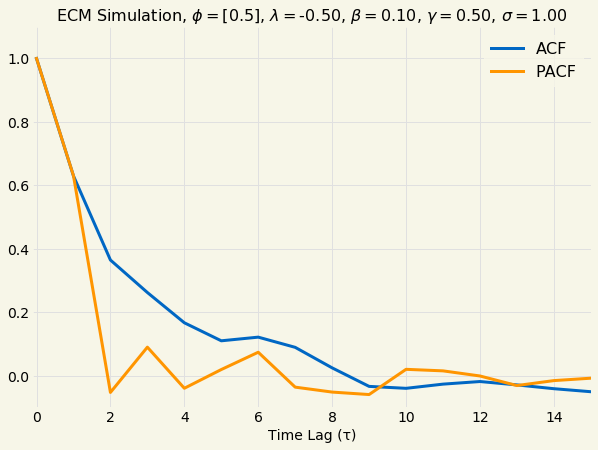 ECM Simulation, ϕ = [0.5], λ = -0.50, β = 0.10, γ = 0.50, σ = 1.00
ACF
PACF
1.0
0.8
0.6
0.4
0.2
0.0
0 2 4 6 8 10 12 14
Time Lag (τ)